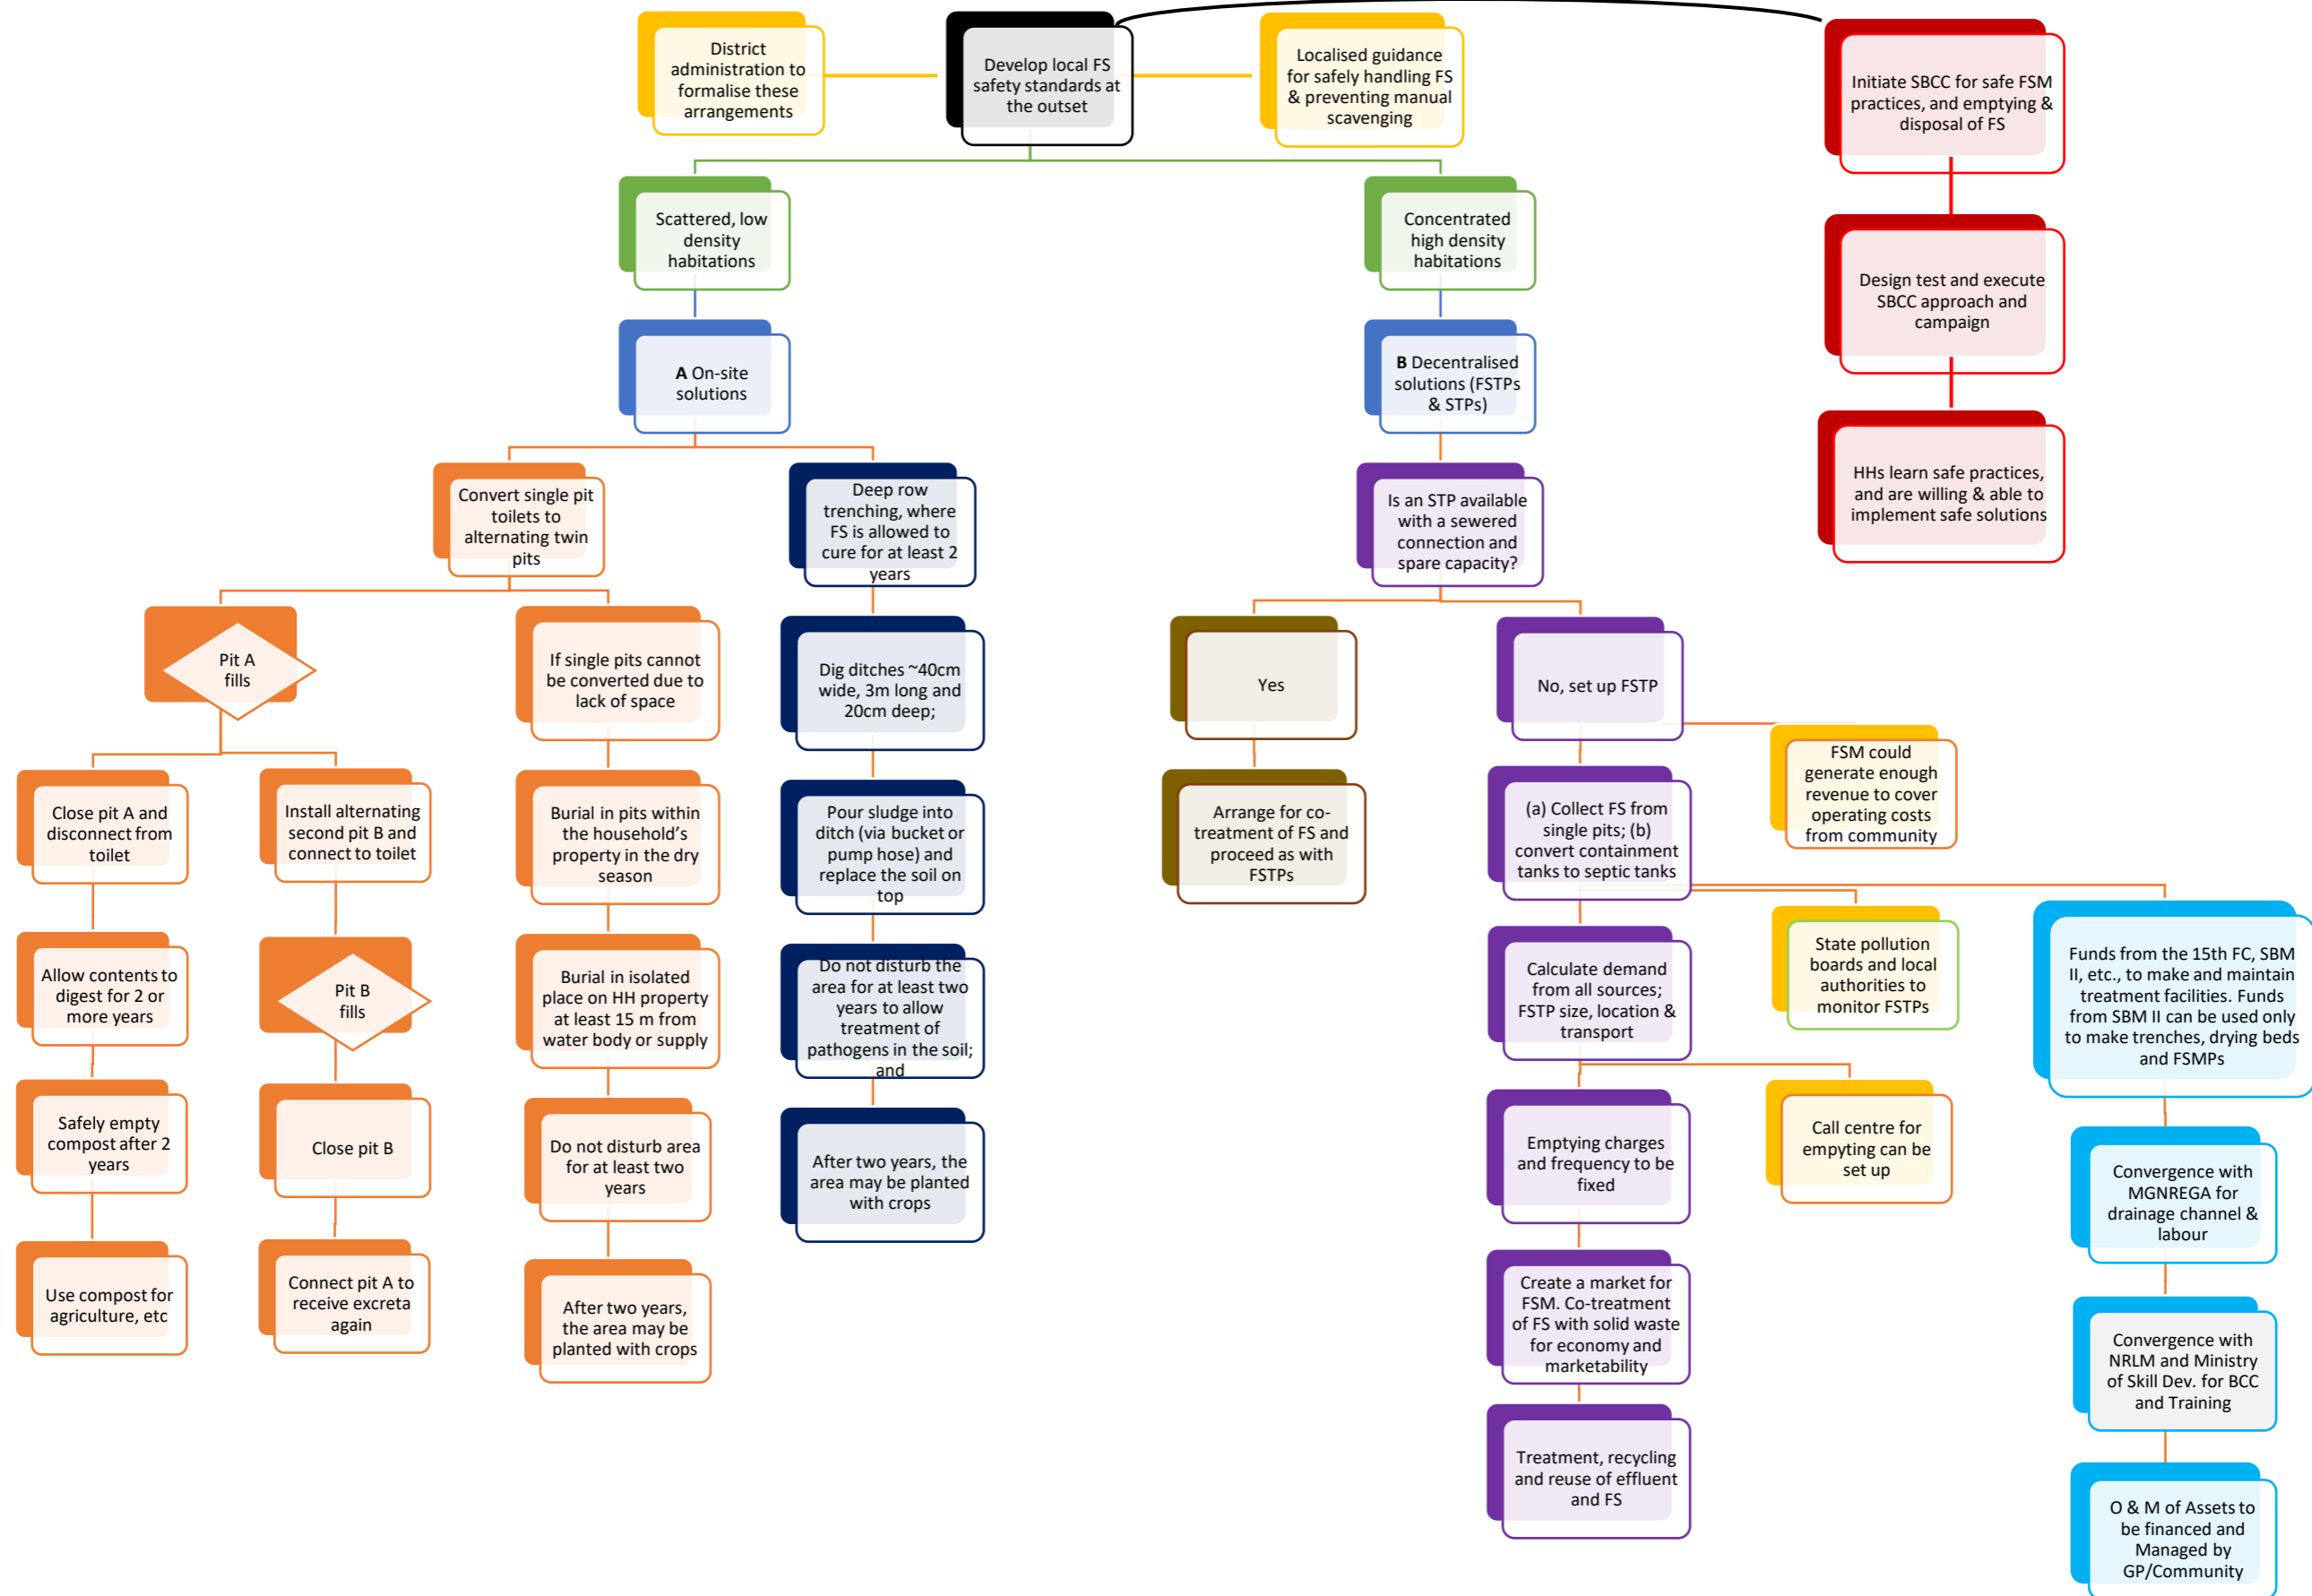 District
administration to
formalise these
arrangements
Develop local FS
safety standards at
the outset
Localised guidance
for safely handling FS
& preventing manual
scavenging
Initiate SBCC for safe FSM
practices, and emptying &
disposal of FS
Scattered, low
density
habitations
Concentrated
high density
habitations
Design test and execute
SBCC approach and
campaign
A On-site
solutions
B Decentralised
solutions (FSTPs
& STPs)
HHs learn safe practices,
and are willing & able to
implement safe solutions
Convert single pit
toilets to
alternating twin
pits
Deep row
trenching, where
FS is allowed to
cure for at least 2
years
Is an STP available
with a sewered
connection and
spare capacity?
Pit A
fills
If single pits cannot
be converted due to
lack of space
Dig ditches ~40cm
wide, 3m long and
20cm deep;
Yes
No, set up FSTP
FSM could
generate enough
revenue to cover
operating costs
from community
Close pit A and
disconnect from
toilet
Install alternating
second pit B and
connect to toilet
Burial in pits within
the household's
property in the dry
season
Pour sludge into
ditch (via bucket or
pump hose) and
replace the soil on
top
Arrange for co-
treatment of FS and
proceed as with
FSTPs
(a) Collect FS from
single pits; (b)
convert containment
tanks to septic tanks
Allow contents to
digest for 2 or
more years
Pit B
fills
Burial in isolated
place on HH property
at least 15 m from
water body or supply
Do not disturb the
area for at least two
years to allow
treatment of
pathogens in the soil;
and
Calculate demand
from all sources;
FSTP size, location &
transport
State pollution
boards and local
authorities to
monitor FSTPs
Funds from the 15th FC, SBM
II, etc., to make and maintain
treatment facilities. Funds
from SBM II can be used only
to make trenches, drying beds
and FSMPs
Safely empty
compost after 2
years
Close pit B
Do not disturb area
for at least two
years
After two years, the
area may be planted
with crops
Emptying charges
and frequency to be
fixed
Call centre for
empyting can be
set up
Convergence with
MGNREGA for
drainage channel &
labour
Use compost for
agriculture, etc
Connect pit A to
receive excreta
again
After two years,
the area may be
planted with crops
Create a market for
FSM. Co-treatment
of FS with solid waste
for economy and
marketability
Convergence with
NRLM and Ministry
of Skill Dev. for BCC
and Training
Treatment, recycling
and reuse of effluent
and FS
O & M of Assets to
be financed and
Managed by
GP/Community